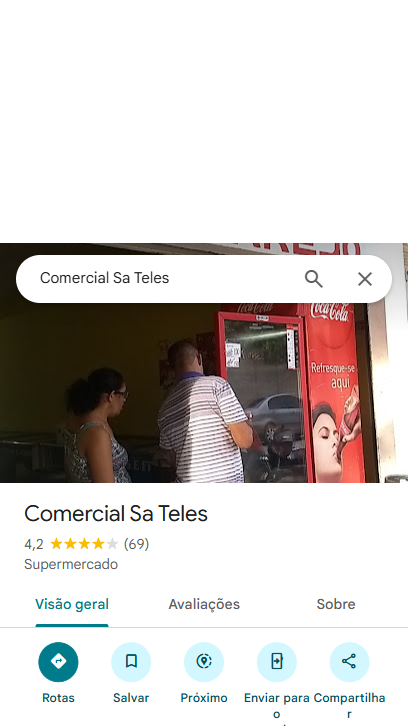 Comercial Sa Teles
Coca-Cola
Coca-Cola
Refresque-se
aqui
Comercial Sa Teles
4,2 (69)
Supermercado
Visão geral Avaliações Sobre
Rotas Salvar Próximo Enviar para o Compartilhar